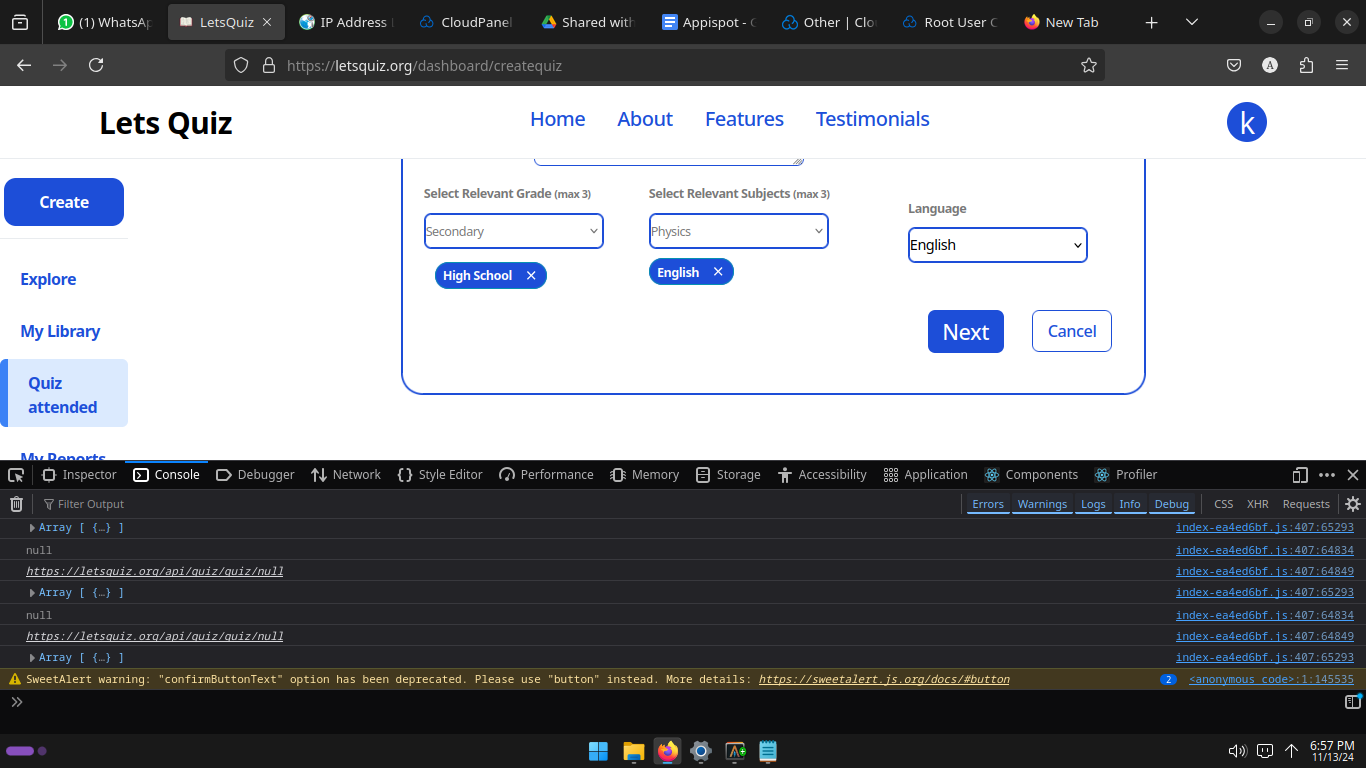 (1) WhatsAp
LetsQuiz
IP Address
CloudPanel
Shared with
Appispot -
Other | Clo
Root User C
New Tab
https://letsquiz.org/dashboard/createquiz
A
Lets Quiz
Home
About
Features
Testimonials
k
Create
Explore
My Library
Quiz
attended
My Reports
Select Relevant Grade (max 3)
Select Relevant Subjects (max 3)
Language
Secondary
Physics
English
High School
English
Next
Cancel
Inspector
Console
Debugger
Network
Style Editor
Performance
Memory
Storage
Accessibility
Application
Components
Profiler
Filter Output
Errors
Warnings
Logs
Info
Debug
CSS
XHR
Requests
Array [ {…} ] index-ea4ed6bf.js:407:65293
null index-ea4ed6bf.js:407:64834
https://letsquiz.org/api/quiz/quiz/null index-ea4ed6bf.js:407:64849
Array [ {…} ] index-ea4ed6bf.js:407:65293
null index-ea4ed6bf.js:407:64834
https://letsquiz.org/api/quiz/quiz/null index-ea4ed6bf.js:407:64849
Array [ {…} ] index-ea4ed6bf.js:407:65293
SweetAlert warning: "confirmButtonText" option has been deprecated. Please use "button" instead. More details: https://sweetalert.js.org/docs/#button 2 <anonymous code>:1:145535
6:57 PM
11/13/24